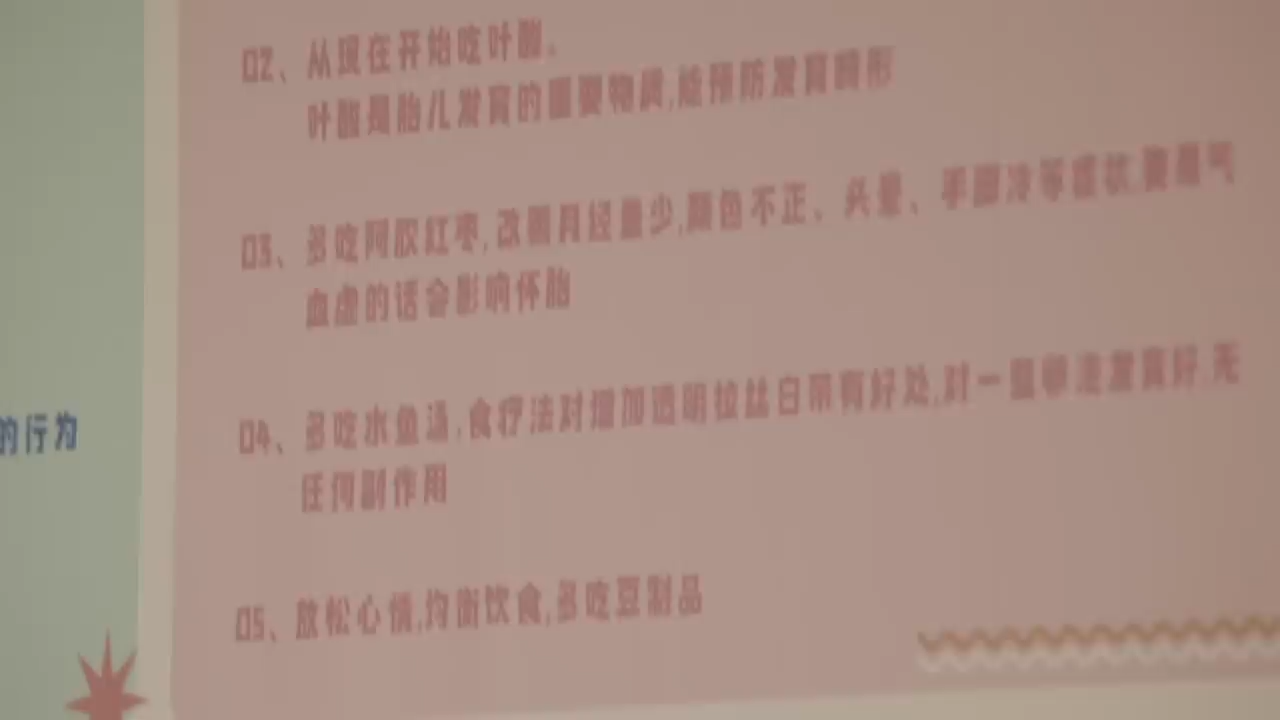 02、从现在开始吃叶酸。
叶酸是胎儿发育的重要物质,能预防发育畸形
03、多吃阿胶红枣,改善月经量少,颜色不正、头晕、手脚冷等症状,要是气
血虚的话会影响怀胎
04、多吃水鱼汤,食疗法对增加透明拉丝白带有好处,对一 发育好 无
任何副作用
05、放松心情,均衡饮食,多吃豆制品
的行为